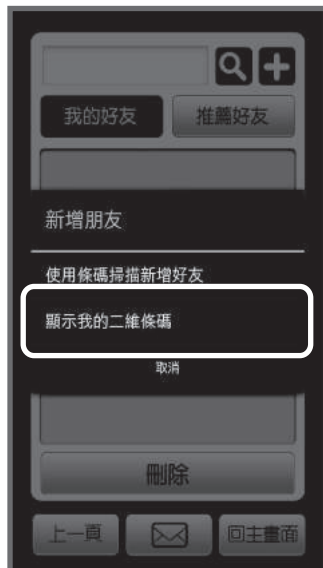 我的好友
推薦好友
新增朋友
使用條碼掃描新增好友
顯示我的二維條碼
取消
刪除
上一頁
回主畫面